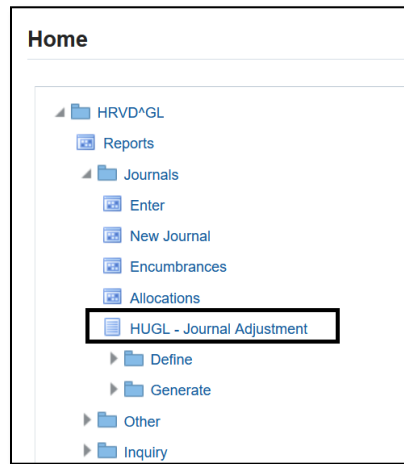 Home
HRVD^GL
Reports
Journals
Enter
New Journal
Encumbrances
Allocations
HUGL - Journal Adjustment
Define
Generate
Other
Inquiry